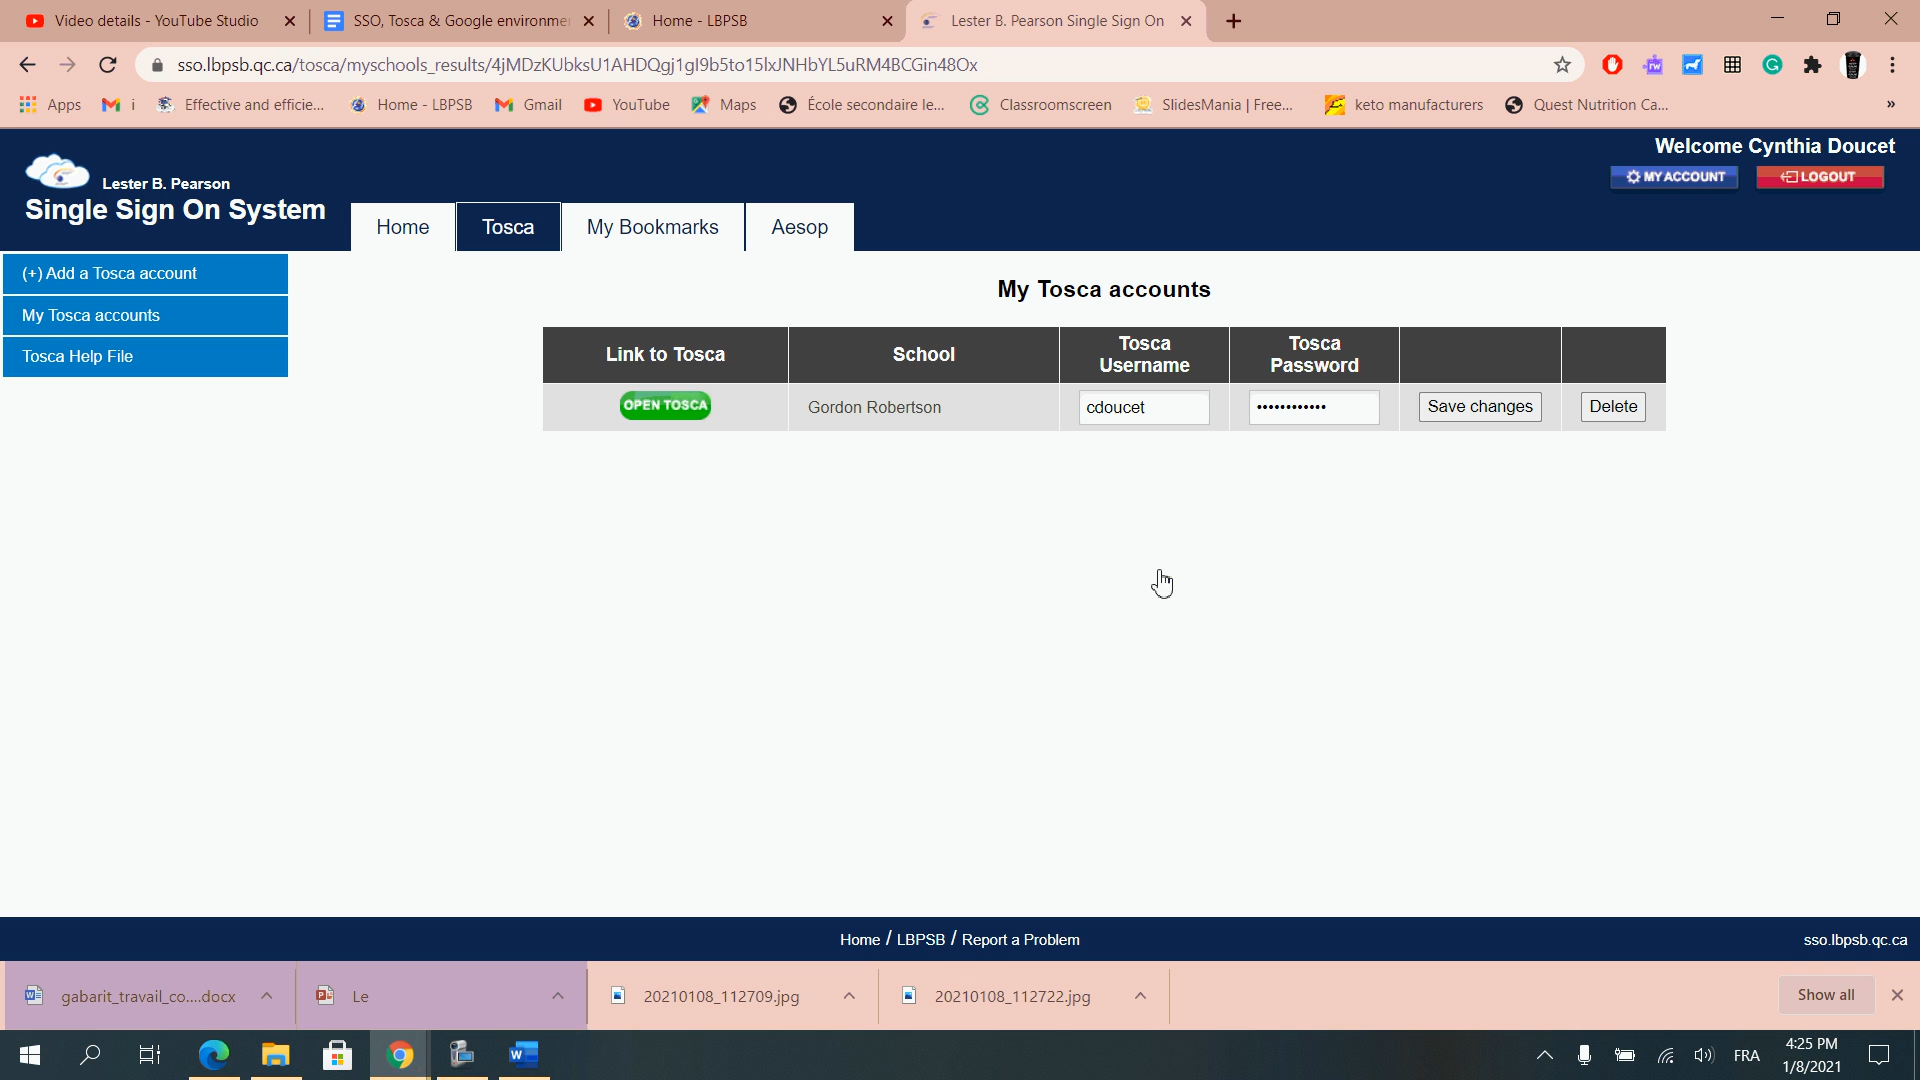 Video details - YouTube Studio
SSO, Tosca & Google environme
Home - LBPSB
Lester B. Pearson Single Sign On
sso.lbpsb.qc.ca/tosca/myschools_results/4jMDzKUbksU1AHDQgj1gI9b5to15lxJNHbYL5uRM4BCGin48Ox
Apps
i
Effective and efficie...
Home - LBPSB
Gmail
YouTube
Maps
École secondaire le...
Classroomscreen
SlidesMania | Free...
keto manufacturers
Quest Nutrition Ca...
»
Welcome Cynthia Doucet
MY ACCOUNT
LOGOUT
Lester B. Pearson
Single Sign On System
Home
Tosca
My Bookmarks
Aesop
(+) Add a Tosca account
My Tosca accounts
Tosca Help File
My Tosca accounts
Link to Tosca
School
Tosca Username
Tosca Password
OPEN TOSCA
Gordon Robertson
cdoucet
••••••••••••
Save changes
Delete
Home / LBPSB / Report a Problem
sso.lbpsb.qc.ca
gabarit_travail_co....docx
Le
20210108_112709.jpg
20210108_112722.jpg
Show all
FRA
4:25 PM
1/8/2021